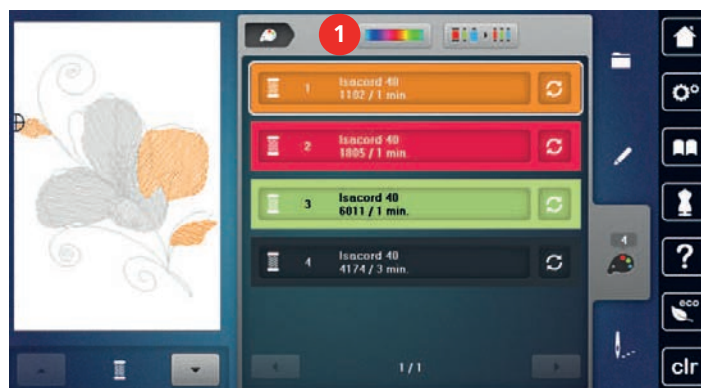 1
1
Isacord 40
1102 / 1 min.
2
Isacord 40
1805 / 1 min.
3
Isacord 40
6011 / 1 min.
4
Isacord 40
4174 / 3 min.
1/1
4
?
eco
clr